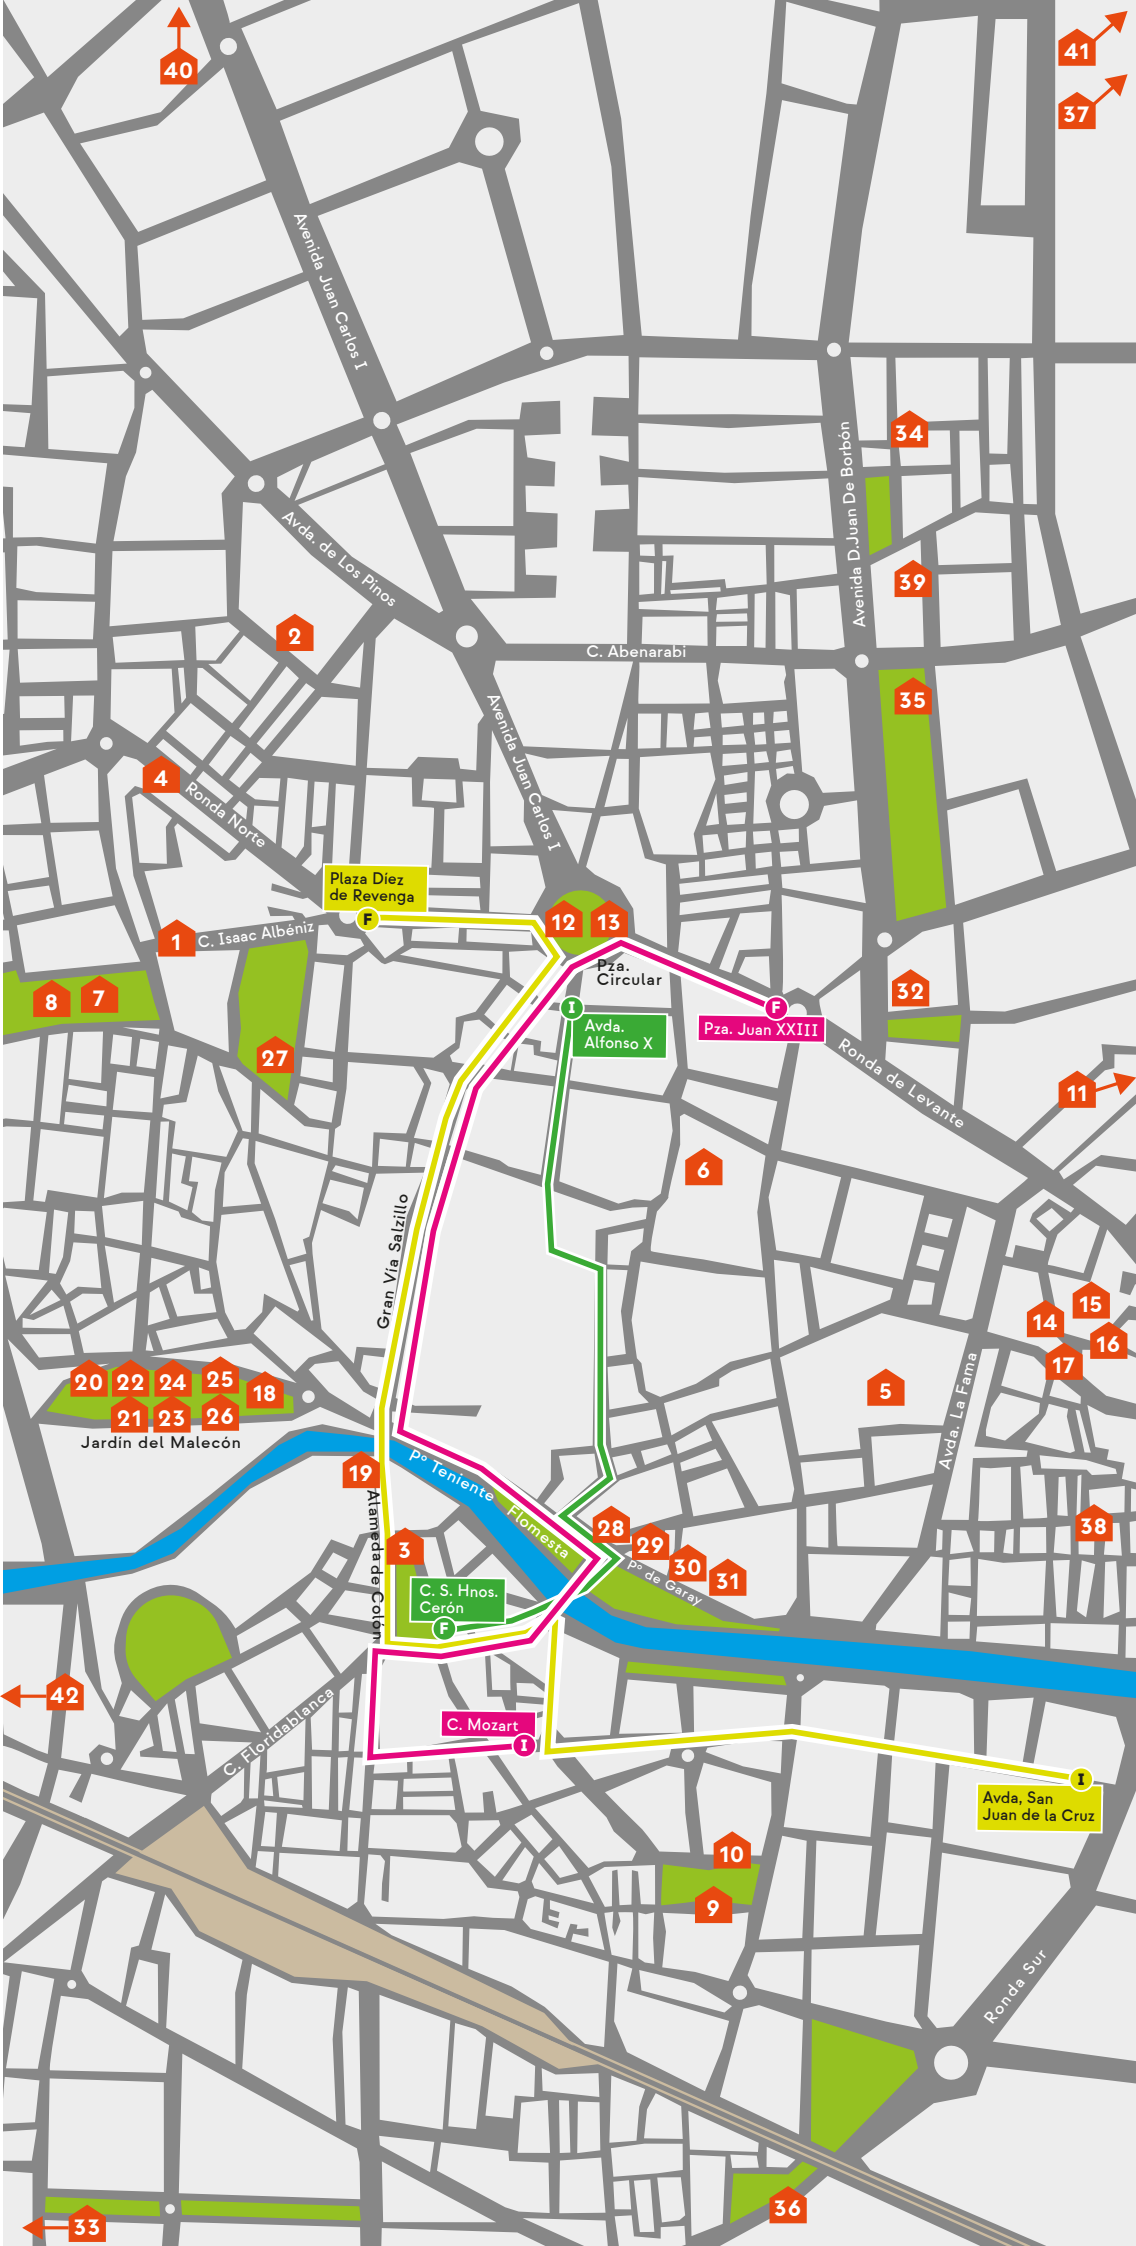 40
41
37
Avenida Juan Carlos I
34
Avenida D.Juan De Borbón
Avda. de Los Pinos
39
2
C. Abenarabi
35
Avenida Juan Carlos I
4
Ronda Norte
Plaza Díez
de Revenga
F
12
13
1
C. Isaac Albéniz
Pza.
Circular
8
7
32
I
Avda.
Alfonso X
F
Pza. Juan XXIII
27
Ronda de Levante
11
6
Gran Vía Salzillo
15
14
16
17
20
22
24
25
18
21
23
26
Jardín del Malecón
5
Avda. La Fama
19
Pº Teniente
Flomesta
Alameda de Colón
28
29
30
31
38
3
Pº de Garay
C. S. Hnos.
Cerón
F
42
C. Floridablanca
C. Mozart
I
I
Avda, San
Juan de la Cruz
10
9
Ronda Sur
36
33